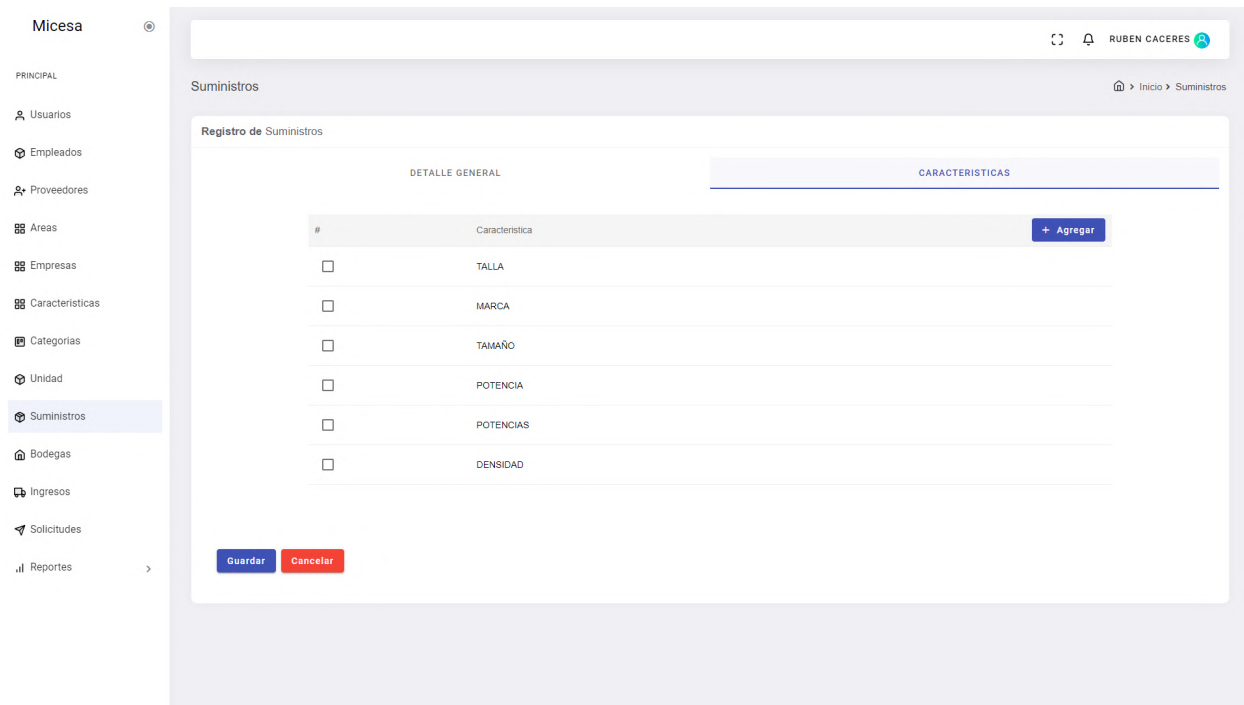 Micesa
RUBEN CACERES
PRINCIPAL
Usuarios
Empleados
Proveedores
Areas
Empresas
Caracteristicas
Categorias
Unidad
Suministros
Bodegas
Ingresos
Solicitudes
Reportes
Suministros
Inicio > Suministros
Registro de Suministros
DETALLE GENERAL
CARACTERISTICAS
# Caracteristica + Agregar
TALLA
MARCA
TAMAÑO
POTENCIA
POTENCIAS
DENSIDAD
Guardar Cancelar